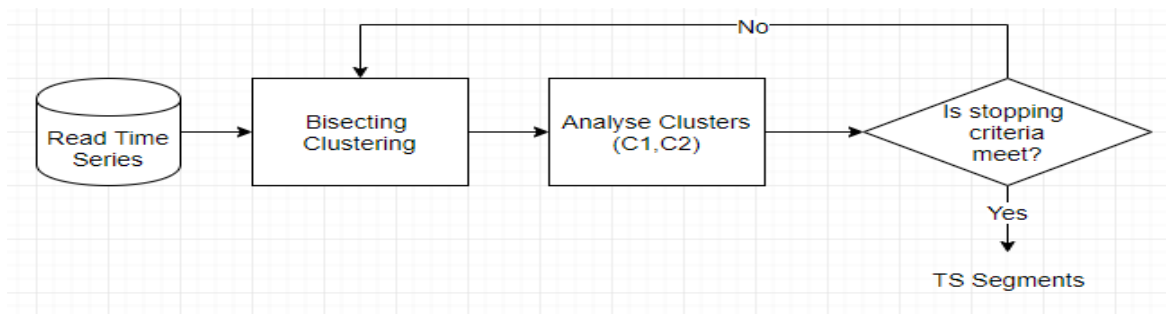 No
Read Time
Series
Bisecting
Clustering
Analyse Clusters
(C1,C2)
Is stopping
criteria
meet?
Yes
TS Segments